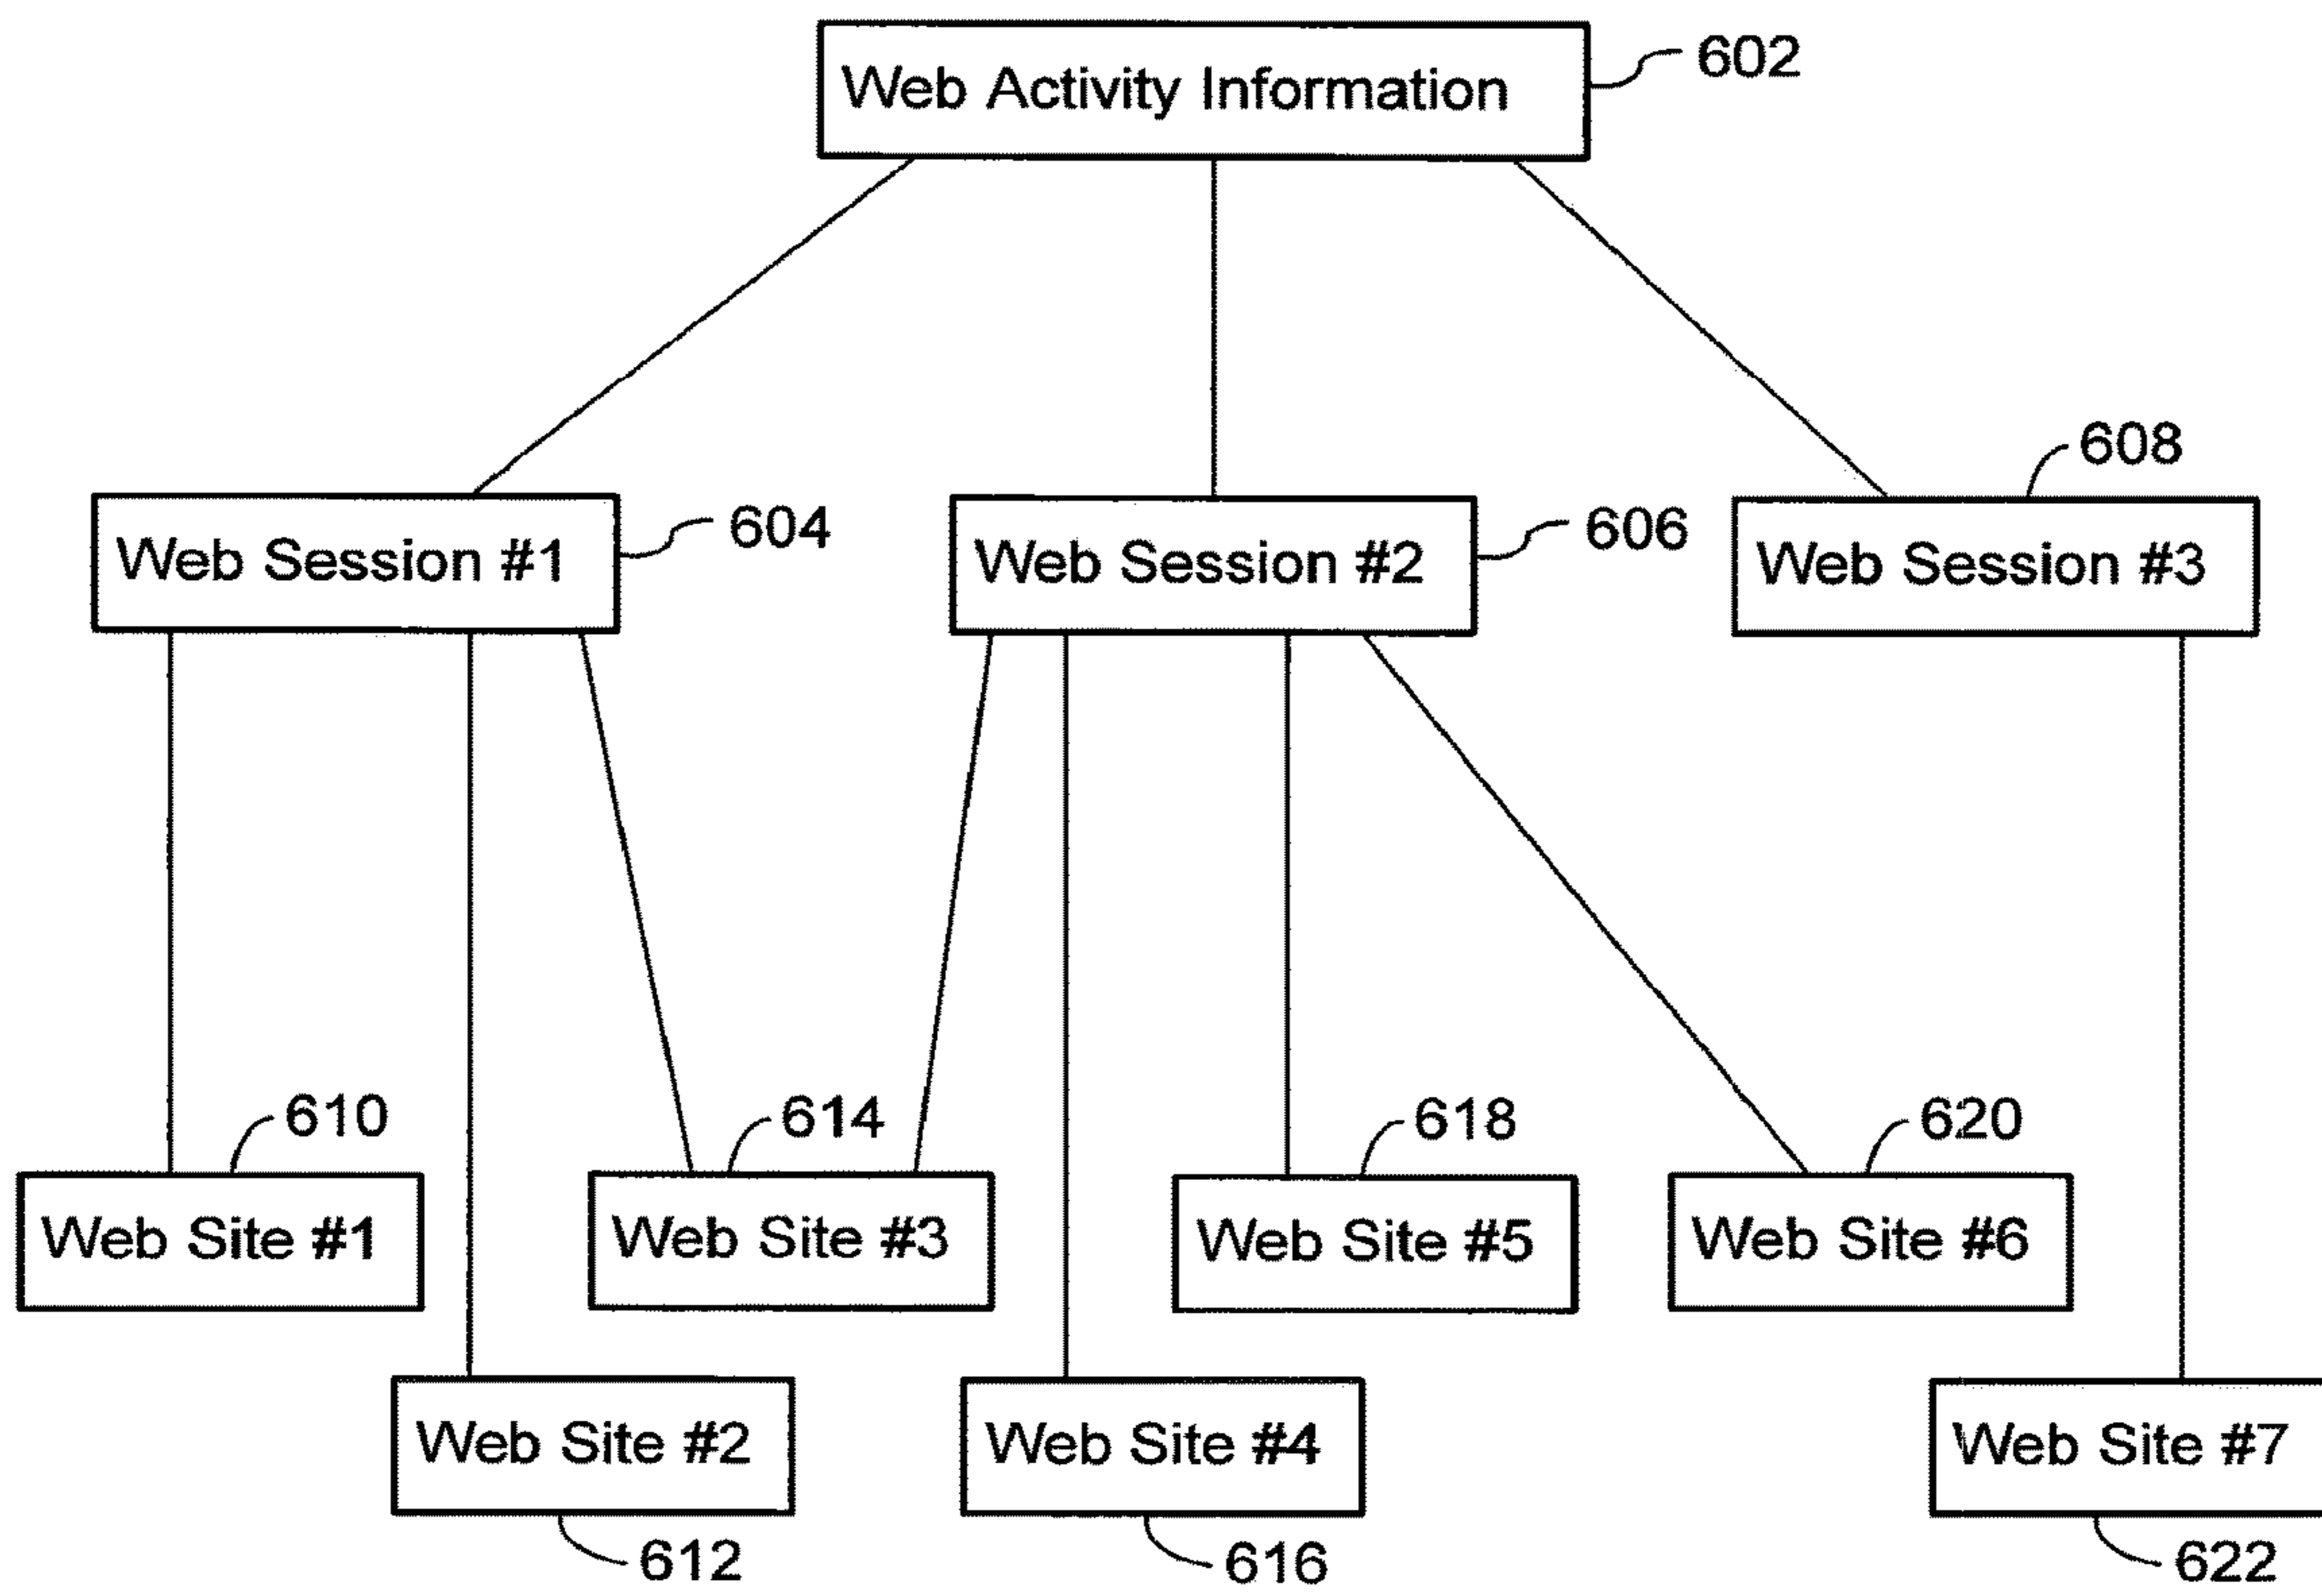 Web Activity Information
602
608
Web Session #1
604
Web Session #2
606
Web Session #3
610
614
618
620
Web Site #1
Web Site #3
Web Site #5
Web Site #6
Web Site #2
Web Site #4
Web Site #7
612
616
622